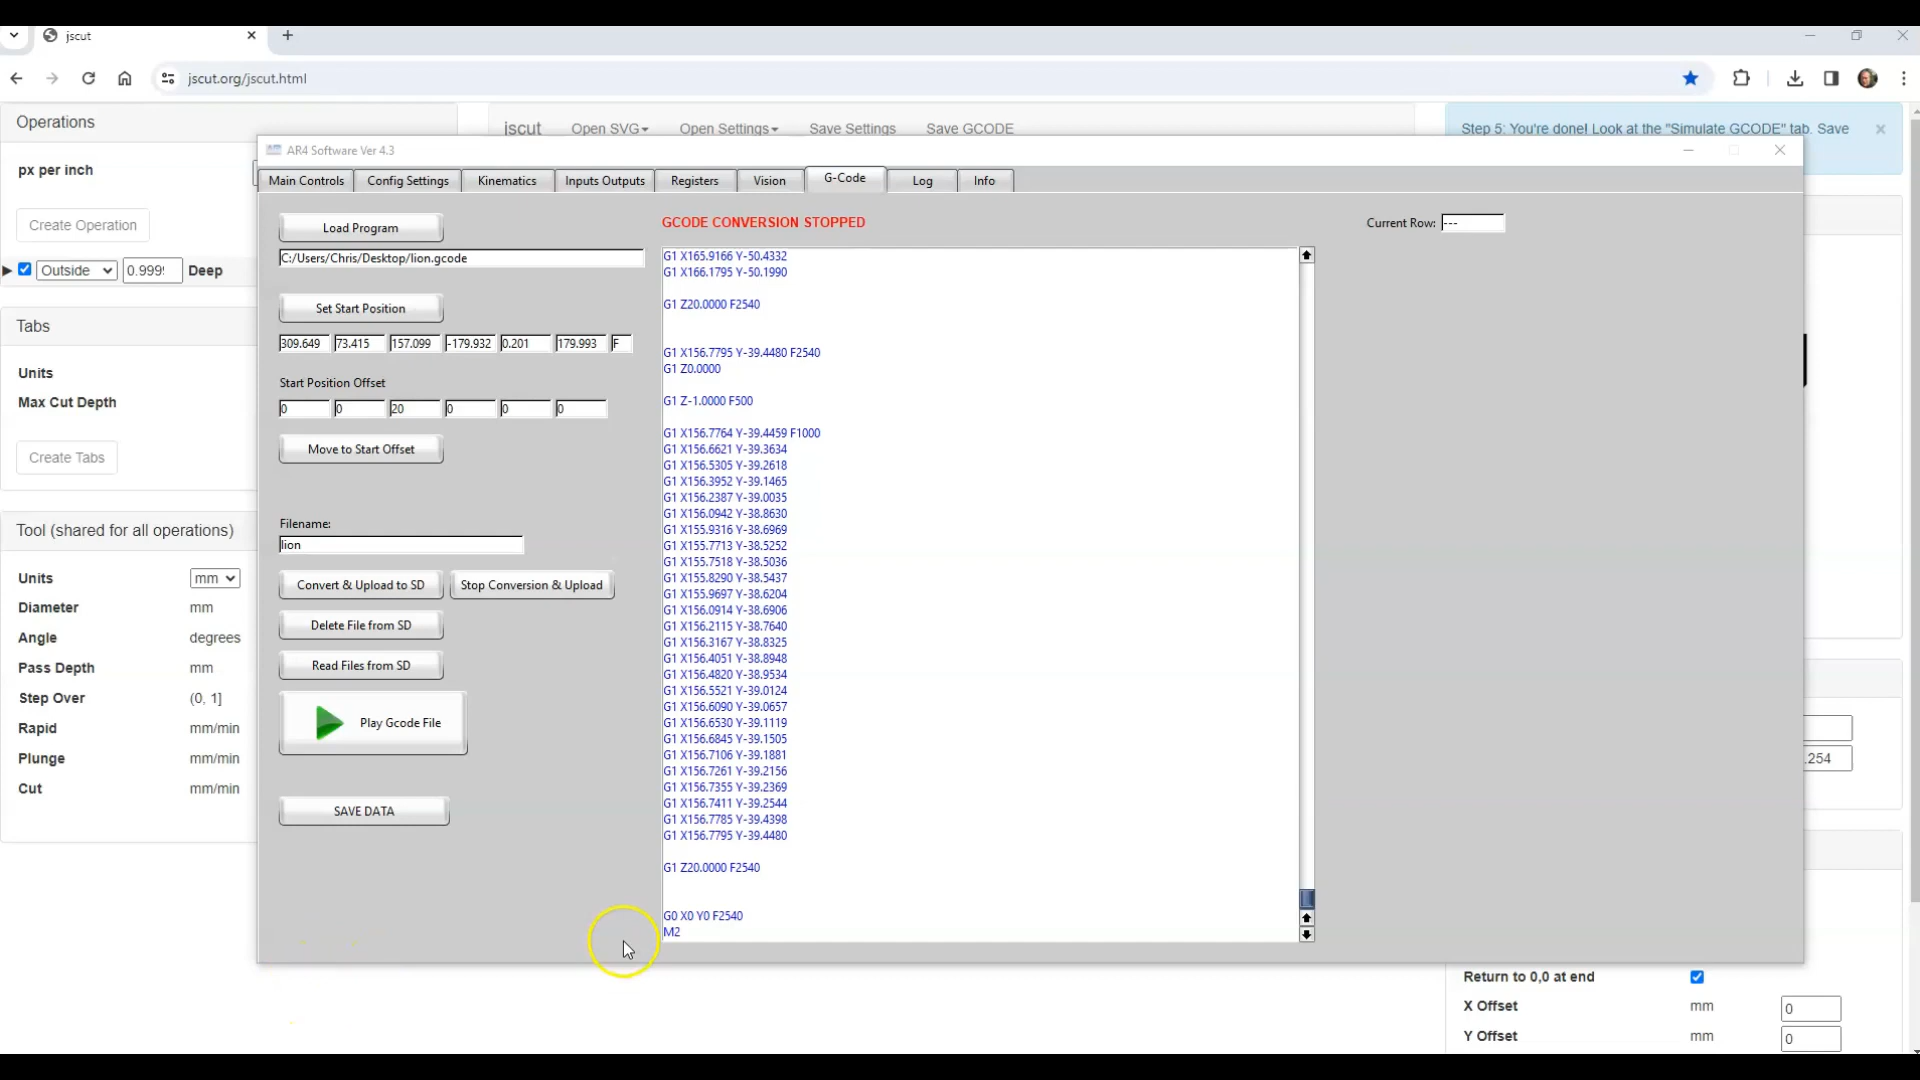 jscut
jscut.org/jscut.html
Operations
jscut Open SVG Open Settings Save Settings Save GCODE
Step 5: You're done! Look at the "Simulate GCODE" tab. Save
px per inch
Create Operation
Outside 0.999 Deep
Tabs
Units
Max Cut Depth
Create Tabs
Tool (shared for all operations)
Units mm
Diameter mm
Angle degrees
Pass Depth mm
Step Over (0, 1]
Rapid mm/min
Plunge mm/min
Cut mm/min
AR4 Software Ver 4.3
Main Controls Config Settings Kinematics Inputs Outputs Registers Vision G-Code Log Info
Load Program
C:/Users/Chris/Desktop/lion.gcode
Set Start Position
309.649 73.415 157.099 -179.932 0.201 179.993 F
Start Position Offset
0 0 20 0 0 0
Move to Start Offset
Filename:
lion
Convert & Upload to SD Stop Conversion & Upload
Delete File from SD
Read Files from SD
Play Gcode File
SAVE DATA
GCODE CONVERSION STOPPED
Current Row: ---
G1 X165.9166 Y-50.4332
G1 X166.1795 Y-50.1990
G1 Z20.0000 F2540
G1 X156.7795 Y-39.4480 F2540
G1 Z0.0000
G1 Z-1.0000 F500
G1 X156.7764 Y-39.4459 F1000
G1 X156.6621 Y-39.3634
G1 X156.5305 Y-39.2618
G1 X156.3952 Y-39.1465
G1 X156.2387 Y-39.0035
G1 X156.0942 Y-38.8630
G1 X155.9316 Y-38.6969
G1 X155.7713 Y-38.5252
G1 X155.7518 Y-38.5036
G1 X155.8290 Y-38.5437
G1 X155.9697 Y-38.6204
G1 X156.0914 Y-38.6906
G1 X156.2115 Y-38.7640
G1 X156.3167 Y-38.8325
G1 X156.4051 Y-38.8948
G1 X156.4820 Y-38.9534
G1 X156.5521 Y-39.0124
G1 X156.6090 Y-39.0657
G1 X156.6530 Y-39.1119
G1 X156.6845 Y-39.1505
G1 X156.7106 Y-39.1881
G1 X156.7261 Y-39.2156
G1 X156.7355 Y-39.2369
G1 X156.7411 Y-39.2544
G1 X156.7785 Y-39.4398
G1 X156.7795 Y-39.4480
G1 Z20.0000 F2540
G0 X0 Y0 F2540
M2
.254
Return to 0,0 at end
X Offset mm 0
Y Offset mm 0